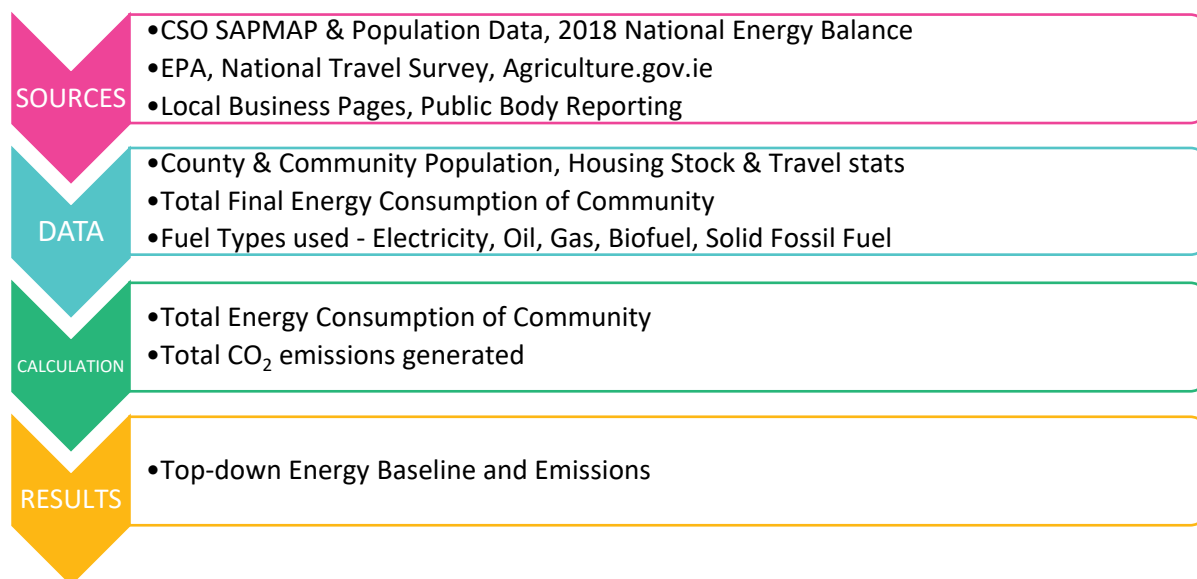 SOURCES
•CSO SAPMAP & Population Data, 2018 National Energy Balance
•EPA, National Travel Survey, Agriculture.gov.ie
•Local Business Pages, Public Body Reporting
DATA
•County & Community Population, Housing Stock & Travel stats
•Total Final Energy Consumption of Community
•Fuel Types used - Electricity, Oil, Gas, Biofuel, Solid Fossil Fuel
CALCULATION
•Total Energy Consumption of Community
•Total CO₂ emissions generated
RESULTS
•Top-down Energy Baseline and Emissions